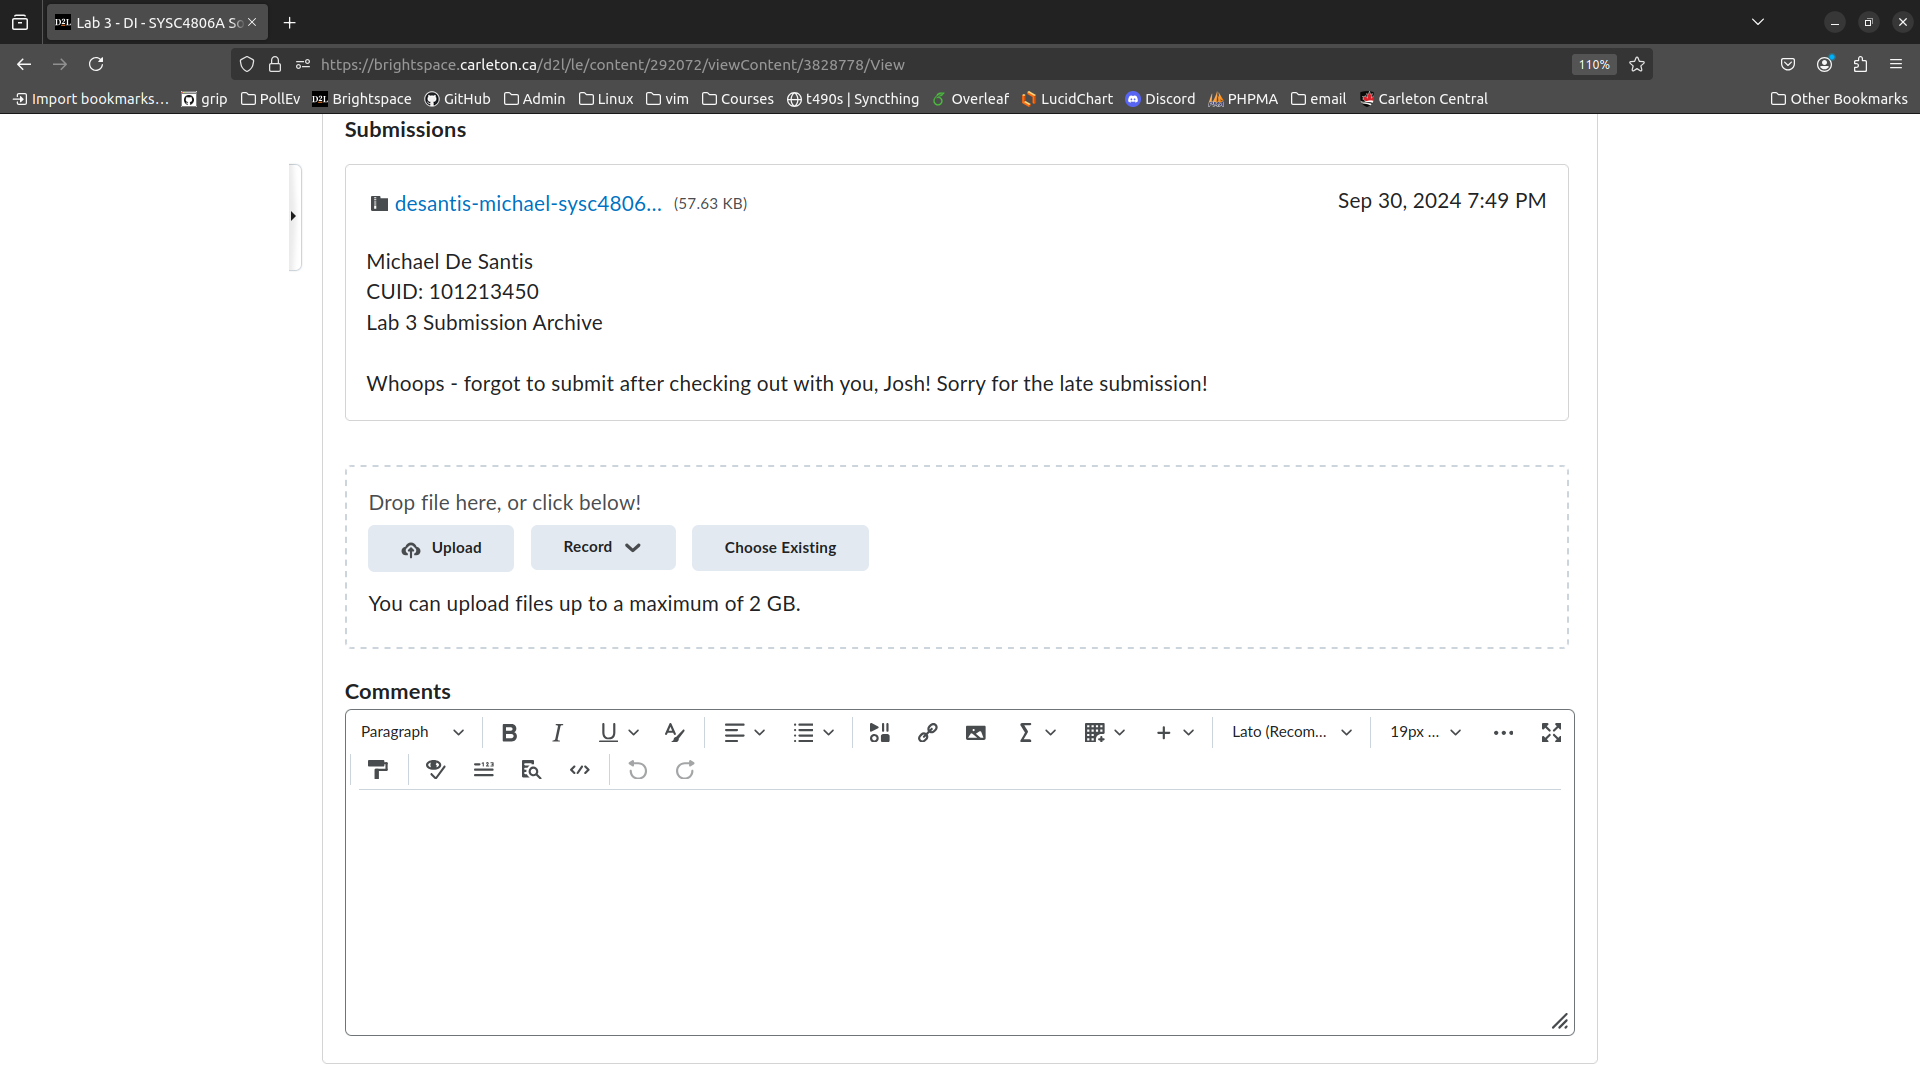 Lab 3 - DI - SYSC4806A So
https://brightspace.carleton.ca/d2l/le/content/292072/viewContent/3828778/View
110%
Import bookmarks... grip PollEv D2L Brightspace GitHub Admin Linux vim Courses t490s | Syncthing Overleaf LucidChart Discord PHPMA email Carleton Central Other Bookmarks
Submissions
desantis-michael-sysc4806... (57.63 KB) Sep 30, 2024 7:49 PM
Michael De Santis
CUID: 101213450
Lab 3 Submission Archive
Whoops - forgot to submit after checking out with you, Josh! Sorry for the late submission!
Drop file here, or click below!
Upload Record Choose Existing
You can upload files up to a maximum of 2 GB.
Comments
Paragraph B I U Lato (Recom... 19px ...